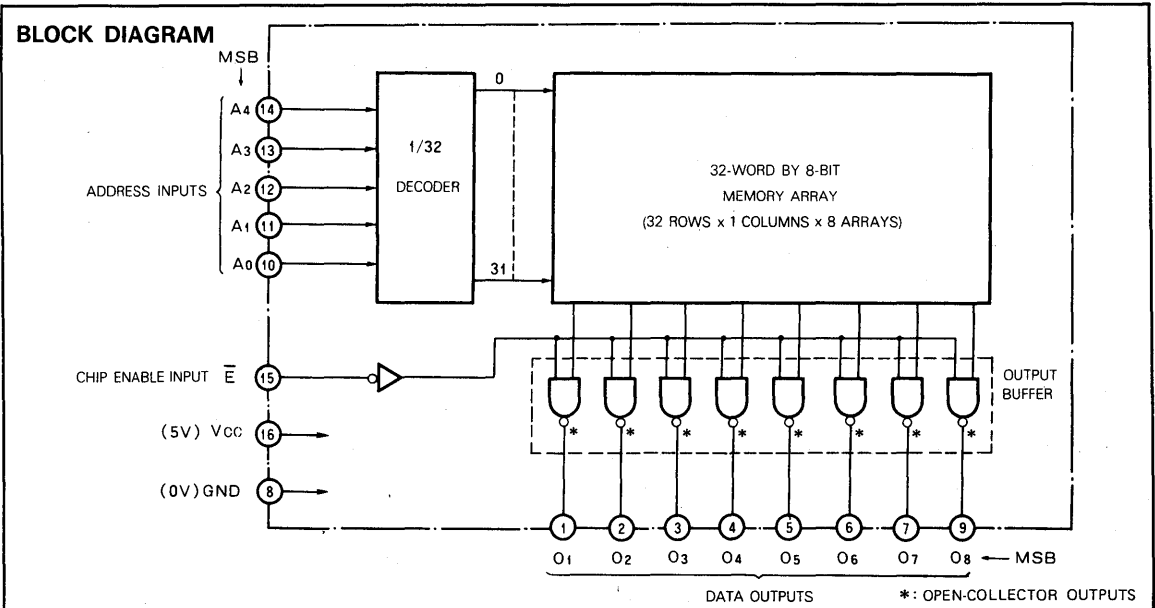 BLOCK DIAGRAM
MSB
A4 14
A3 13
ADDRESS INPUTS A2 12
A1 11
A0 10
1/32
DECODER
0
31
32-WORD BY 8-BIT
MEMORY ARRAY
(32 ROWS x 1 COLUMNS x 8 ARRAYS)
CHIP ENABLE INPUT E̅ 15
(5V) VCC 16
(0V) GND 8
* * * * * * * *
OUTPUT
BUFFER
1 2 3 4 5 6 7 9
O1 O2 O3 O4 O5 O6 O7 O8 ← MSB
DATA OUTPUTS
*: OPEN-COLLECTOR OUTPUTS